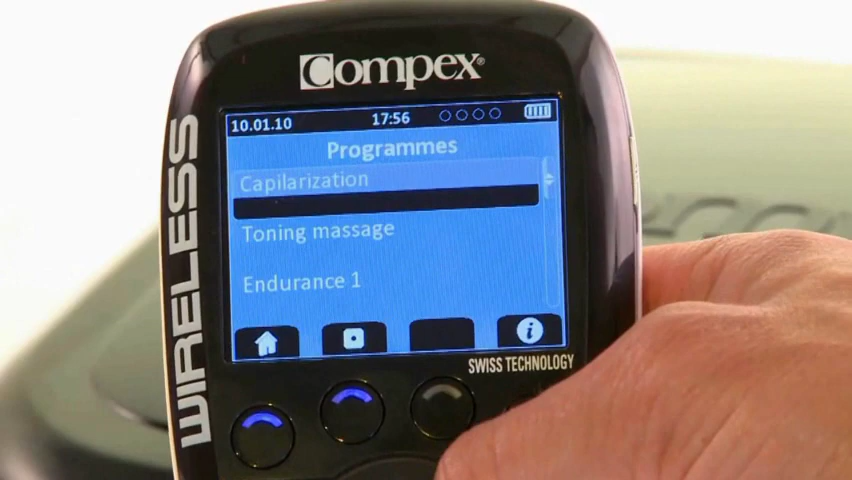 Compex®
WIRELESS
10.01.10 17:56
Programmes
Capilarization
Toning massage
Endurance 1
i
SWISS TECHNOLOGY